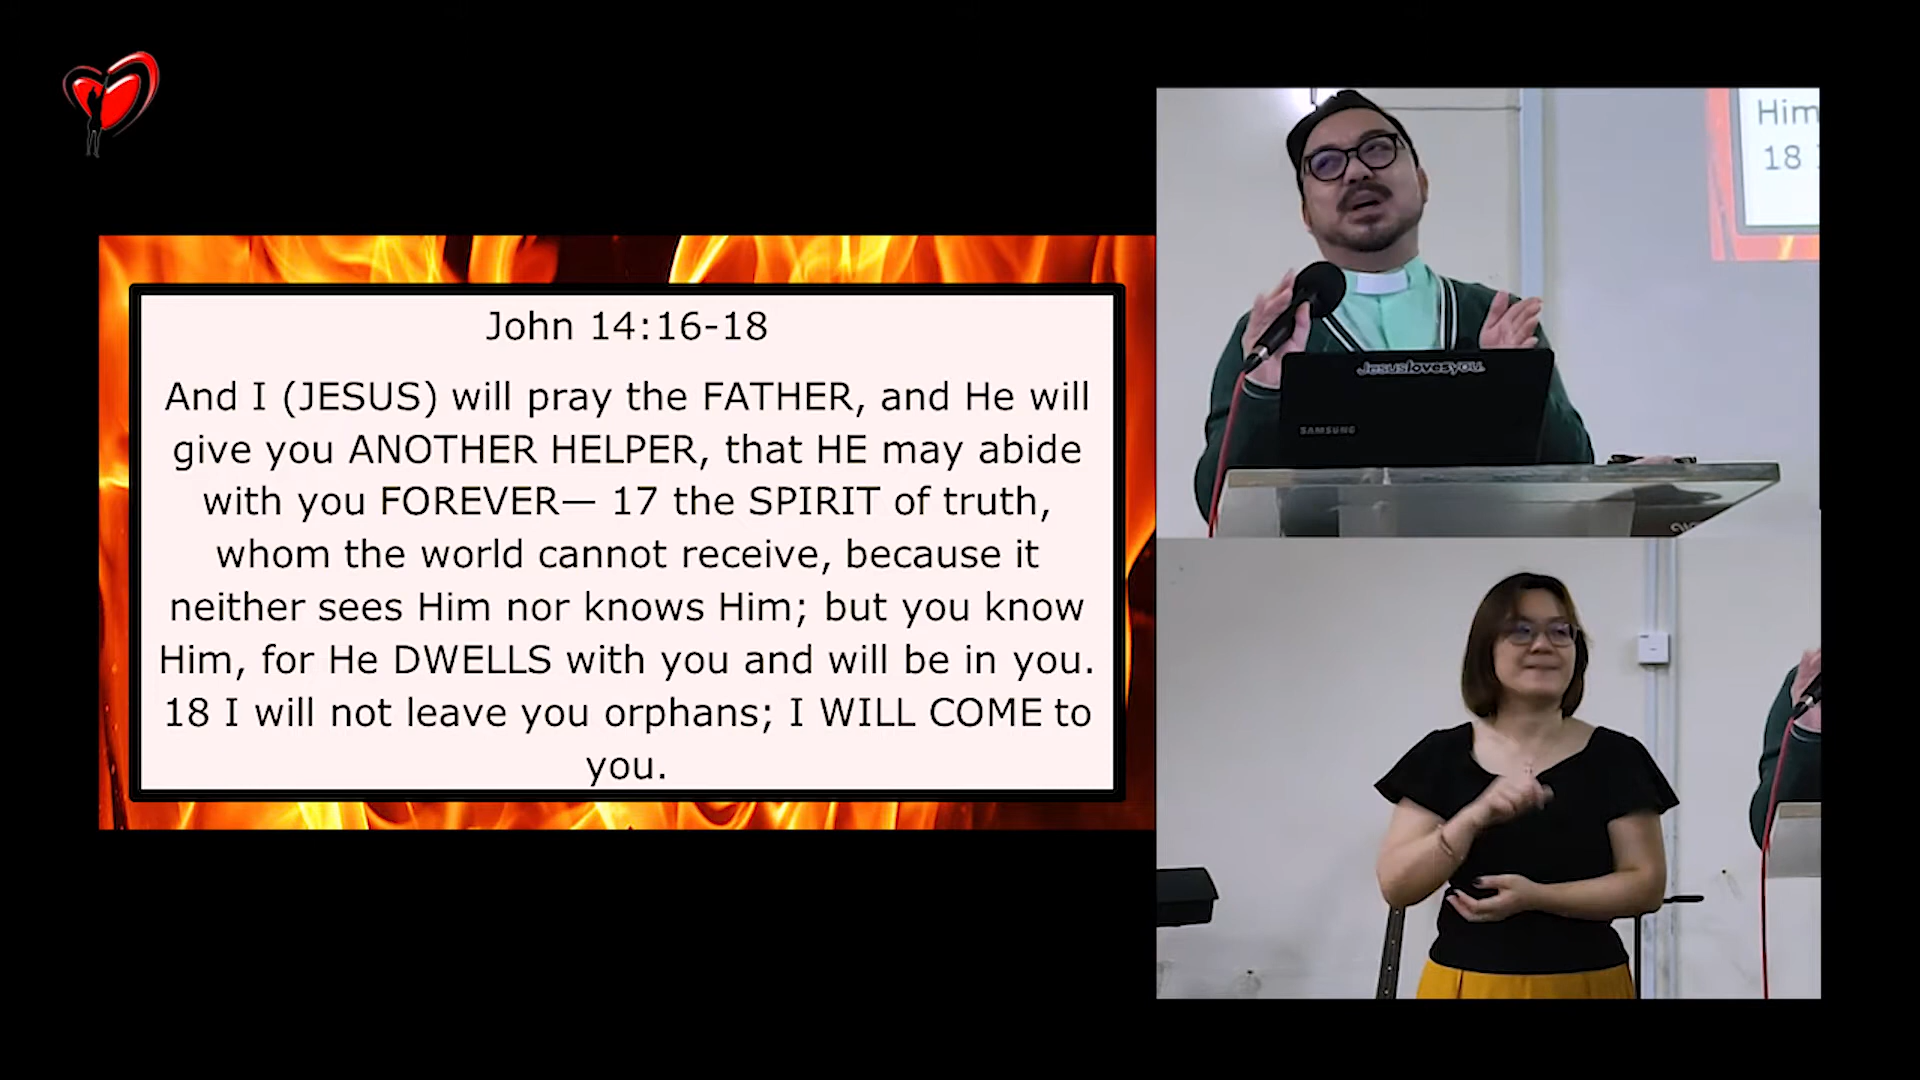 John 14:16-18
And I (JESUS) will pray the FATHER, and He will
give you ANOTHER HELPER, that HE may abide
with you FOREVER— 17 the SPIRIT of truth,
whom the world cannot receive, because it
neither sees Him nor knows Him; but you know
Him, for He DWELLS with you and will be in you.
18 I will not leave you orphans; I WILL COME to
you.
Him
18
Jesuslovesyou.
SAMSUNG